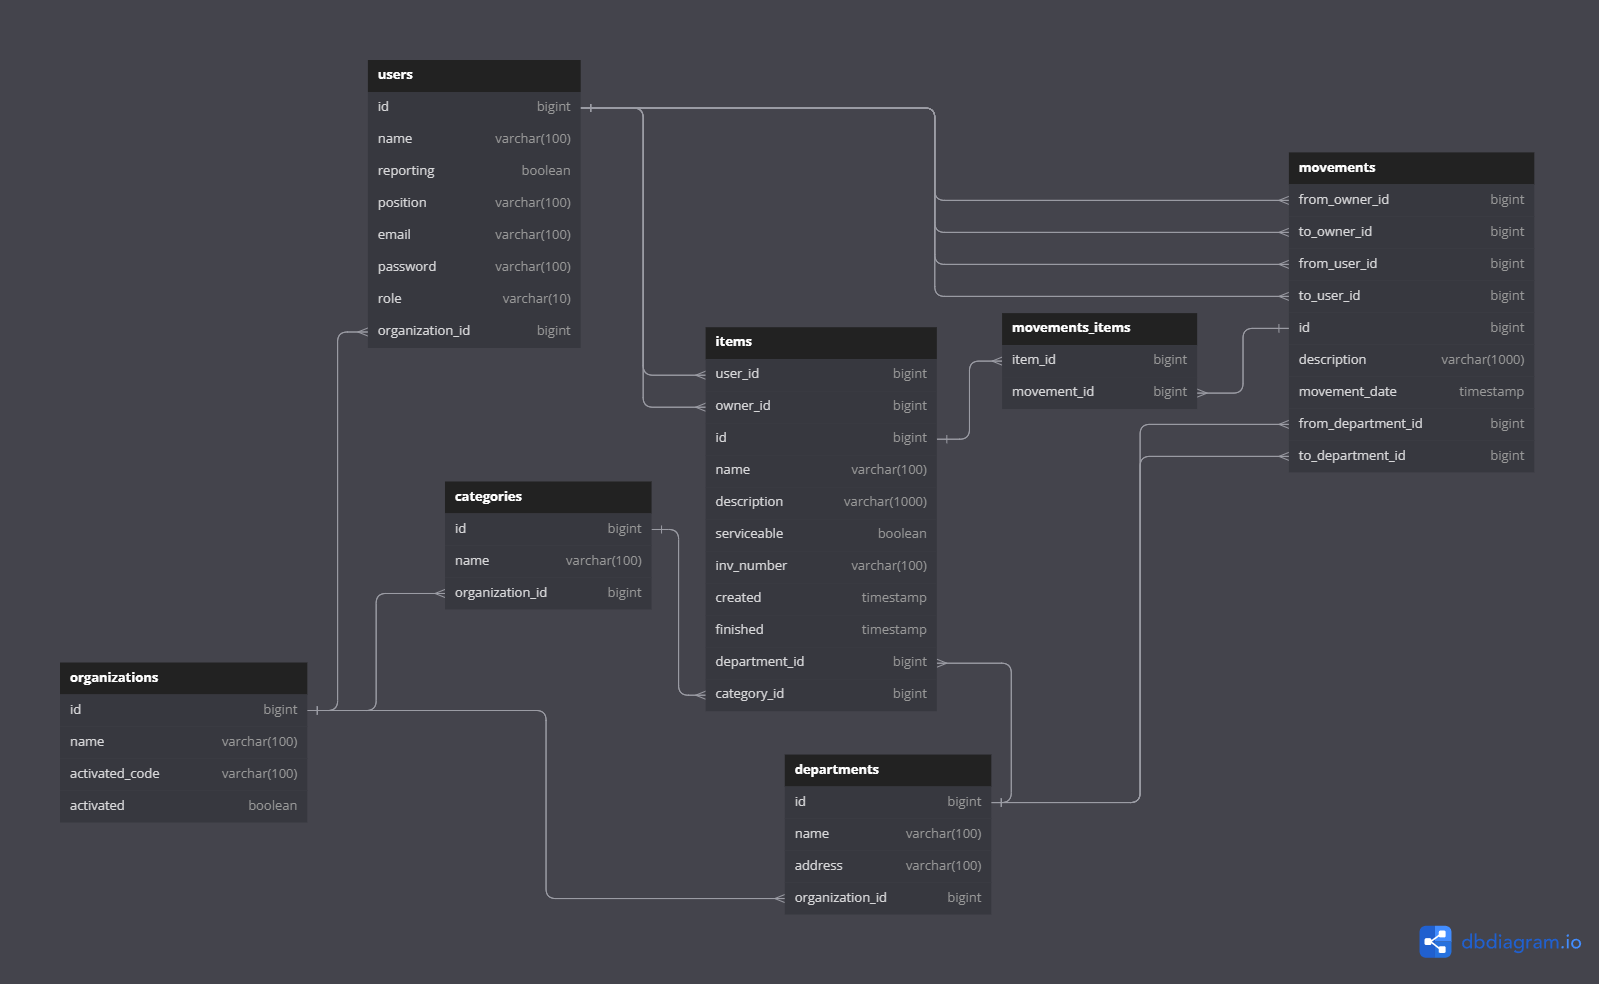 users
id bigint
name varchar(100)
reporting boolean
position varchar(100)
email varchar(100)
password varchar(100)
role varchar(10)
organization_id bigint
movements
from_owner_id bigint
to_owner_id bigint
from_user_id bigint
to_user_id bigint
id bigint
description varchar(1000)
movement_date timestamp
from_department_id bigint
to_department_id bigint
movements_items
item_id bigint
movement_id bigint
items
user_id bigint
owner_id bigint
id bigint
name varchar(100)
description varchar(1000)
serviceable boolean
inv_number varchar(100)
created timestamp
finished timestamp
department_id bigint
category_id bigint
categories
id bigint
name varchar(100)
organization_id bigint
organizations
id bigint
name varchar(100)
activated_code varchar(100)
activated boolean
departments
id bigint
name varchar(100)
address varchar(100)
organization_id bigint
dbdiagram.io